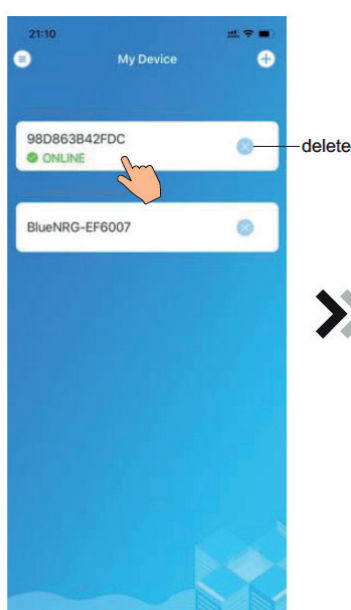 21:10
My Device
98D863B42FDC
ONLINE
delete
BlueNRG-EF6007